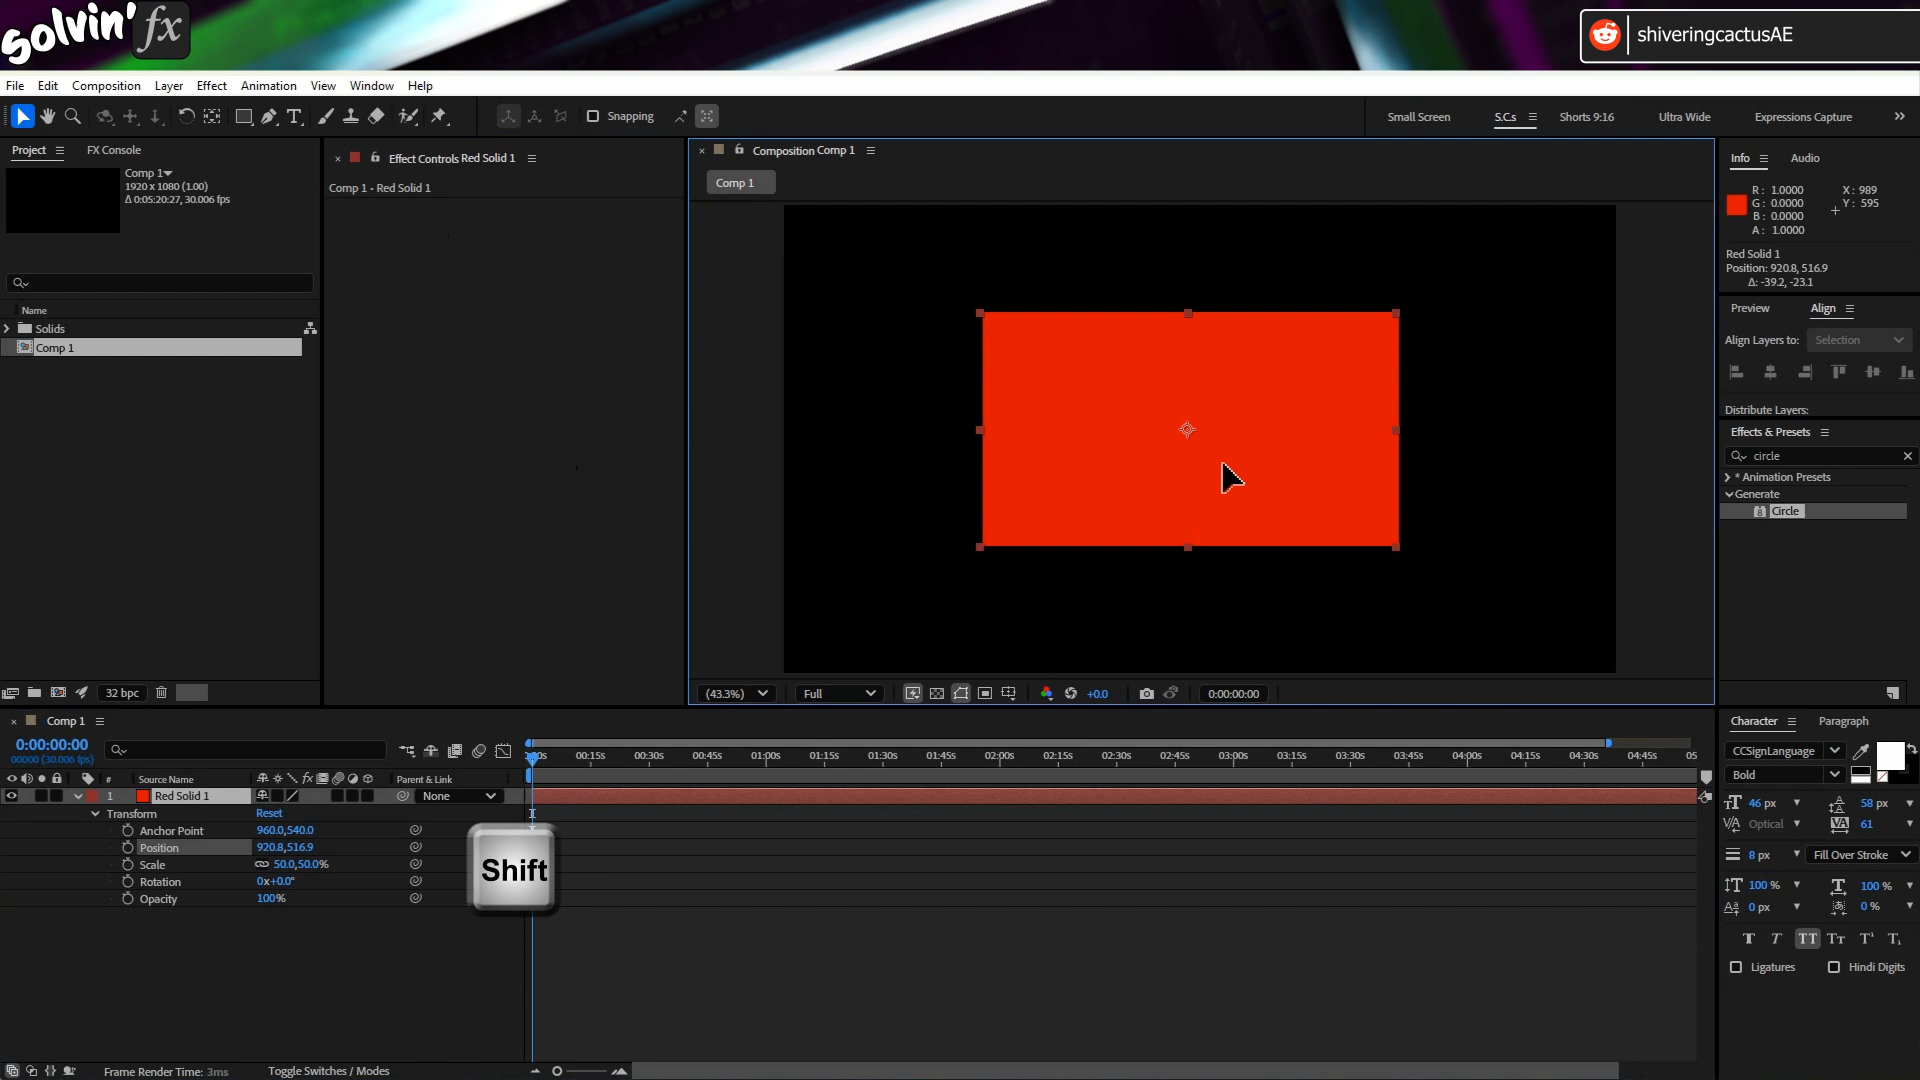 Solvin' fx
shiveringcactusAE
File Edit Composition Layer Effect Animation View Window Help
Snapping
Small Screen S.C.s Shorts 9:16 Ultra Wide Expressions Capture
Project FX Console
Comp 1
1920 x 1080 (1.00)
Δ 0:05:20:27, 30.006 fps
Name
Solids
Comp 1
32 bpc
Effect Controls Red Solid 1
Comp 1 • Red Solid 1
Composition Comp 1
Comp 1
(43.3%) Full +0.0 0:00:00:00
Info Audio
R: 1.0000 X: 989
G: 0.0000 Y: 595
B: 0.0000
A: 1.0000
Red Solid 1
Position: 920.8, 516.9
Δ: -39.2, -23.1
Preview Align
Align Layers to: Selection
Distribute Layers:
Effects & Presets
circle
* Animation Presets
Generate
Circle
Comp 1
0:00:00:00
00000 (30.006 fps)
:00s 00:15s 00:30s 00:45s 01:00s 01:15s 01:30s 01:45s 02:00s 02:15s 02:30s 02:45s 03:00s 03:15s 03:30s 03:45s 04:00s 04:15s 04:30s 04:45s 05
# Source Name fx Parent & Link
1 Red Solid 1 None
Transform Reset
Anchor Point 960.0,540.0
Position 920.8,516.9
Scale 50.0,50.0%
Rotation 0x+0.0°
Opacity 100%
Shift
Frame Render Time: 3ms Toggle Switches / Modes
Character Paragraph
CCSignLanguage
Bold
46 px 58 px
Optical 61
8 px Fill Over Stroke
100 % 100 %
0 px 0 %
T T TT Tт T¹ T₁
Ligatures Hindi Digits